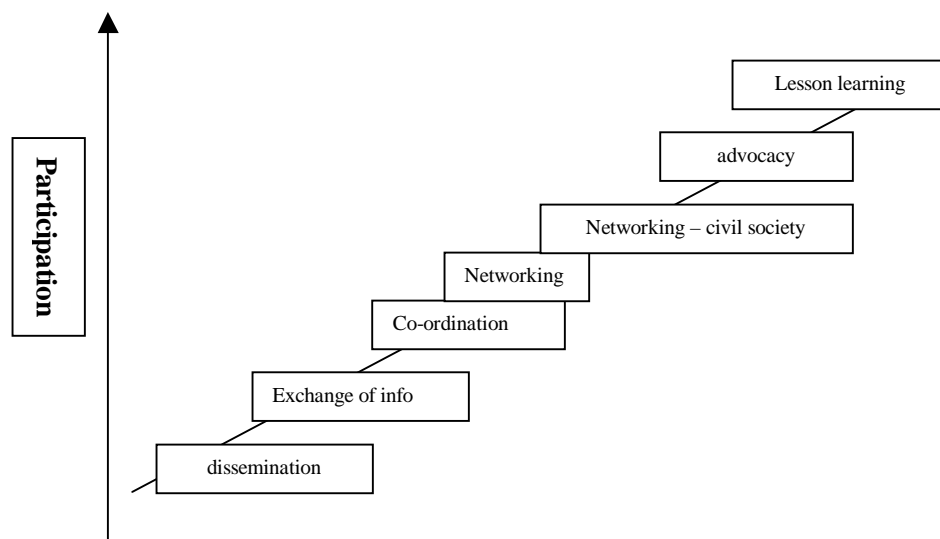 Lesson learning
advocacy
Participation
Networking – civil society
Networking
Co-ordination
Exchange of info
dissemination